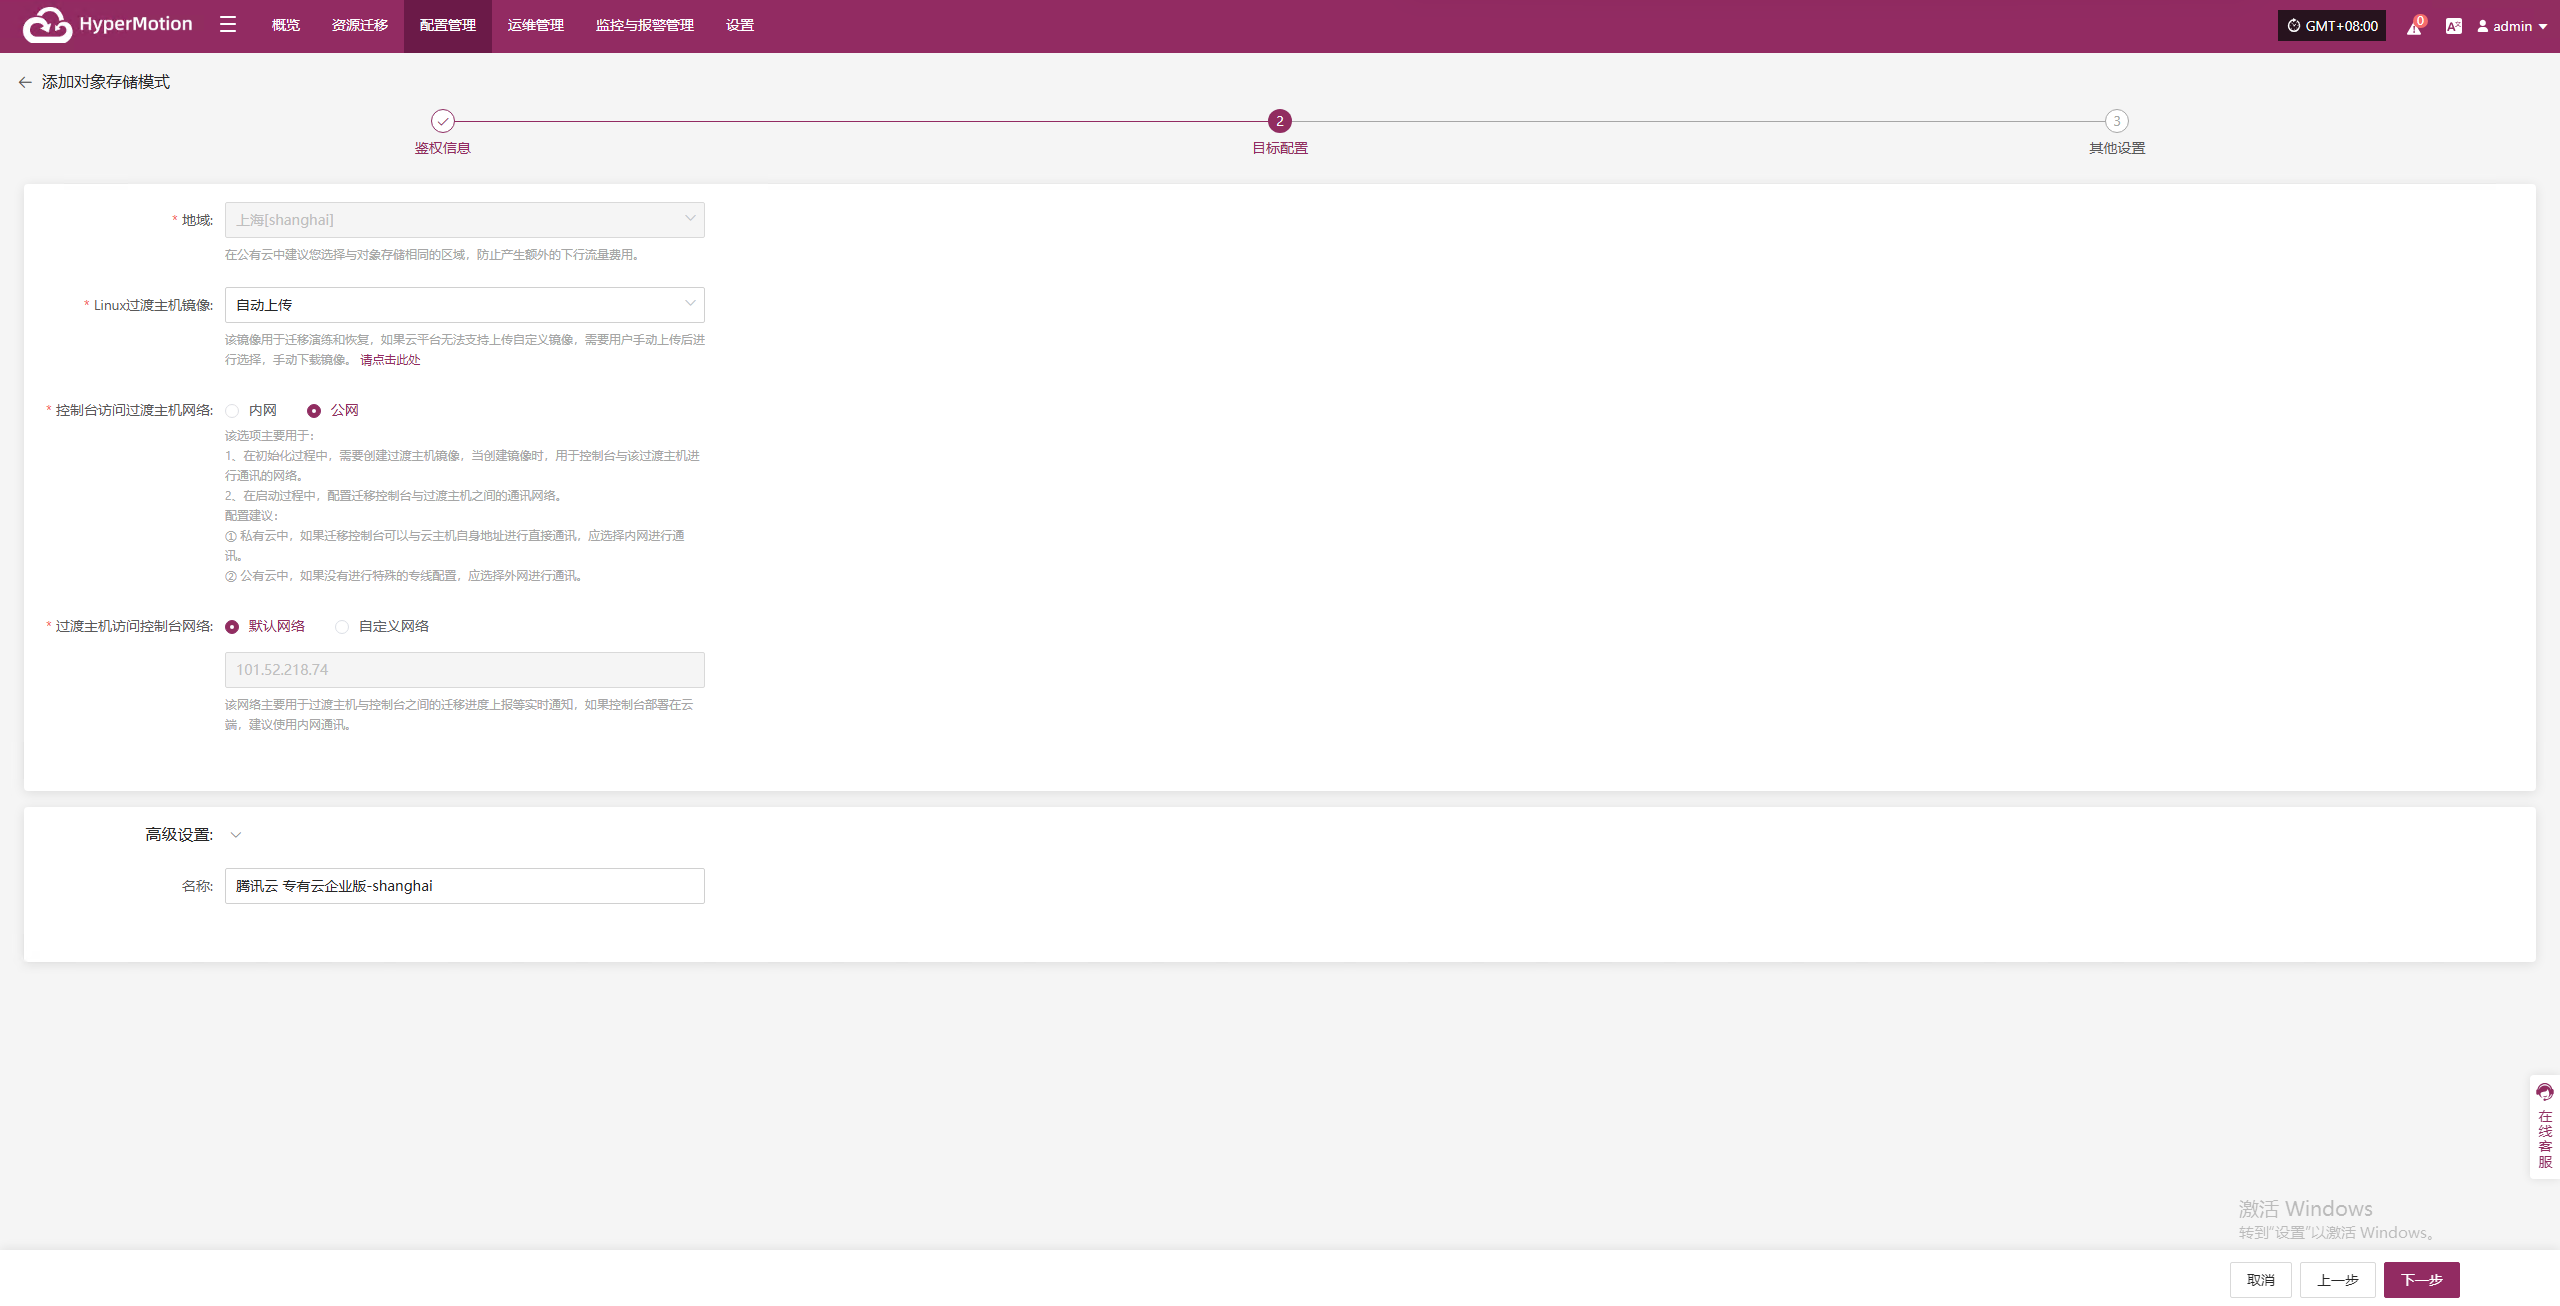 HyperMotion 概览 资源迁移 配置管理 运维管理 监控与报警管理 设置 GMT+08:00 0 admin
添加对象存储模式
2 3
鉴权信息 目标配置 其他设置
* 地域: 上海[shanghai]
在公有云中建议您选择与对象存储相同的区域，防止产生额外的下行流量费用。
* Linux过渡主机镜像: 自动上传
该镜像用于迁移演练和恢复，如果云平台无法支持上传自定义镜像，需要用户手动上传后进
行选择，手动下载镜像。 请点击此处
* 控制台访问过渡主机网络: 内网 公网
该选项主要用于：
1、在初始化过程中，需要创建过渡主机镜像，当创建镜像时，用于控制台与该过渡主机进
行通讯的网络。
2、在启动过程中，配置迁移控制台与过渡主机之间的通讯网络。
配置建议：
① 私有云中，如果迁移控制台可以与云主机自身地址进行直接通讯，应选择内网进行通
讯。
② 公有云中，如果没有进行特殊的专线配置，应选择外网进行通讯。
* 过渡主机访问控制台网络: 默认网络 自定义网络
101.52.218.74
该网络主要用于过渡主机与控制台之间的迁移进度上报等实时通知，如果控制台部署在云
端，建议使用内网通讯。
高级设置:
名称: 腾讯云 专有云企业版-shanghai
在线客服
激活 Windows
转到"设置"以激活 Windows。
取消 上一步 下一步